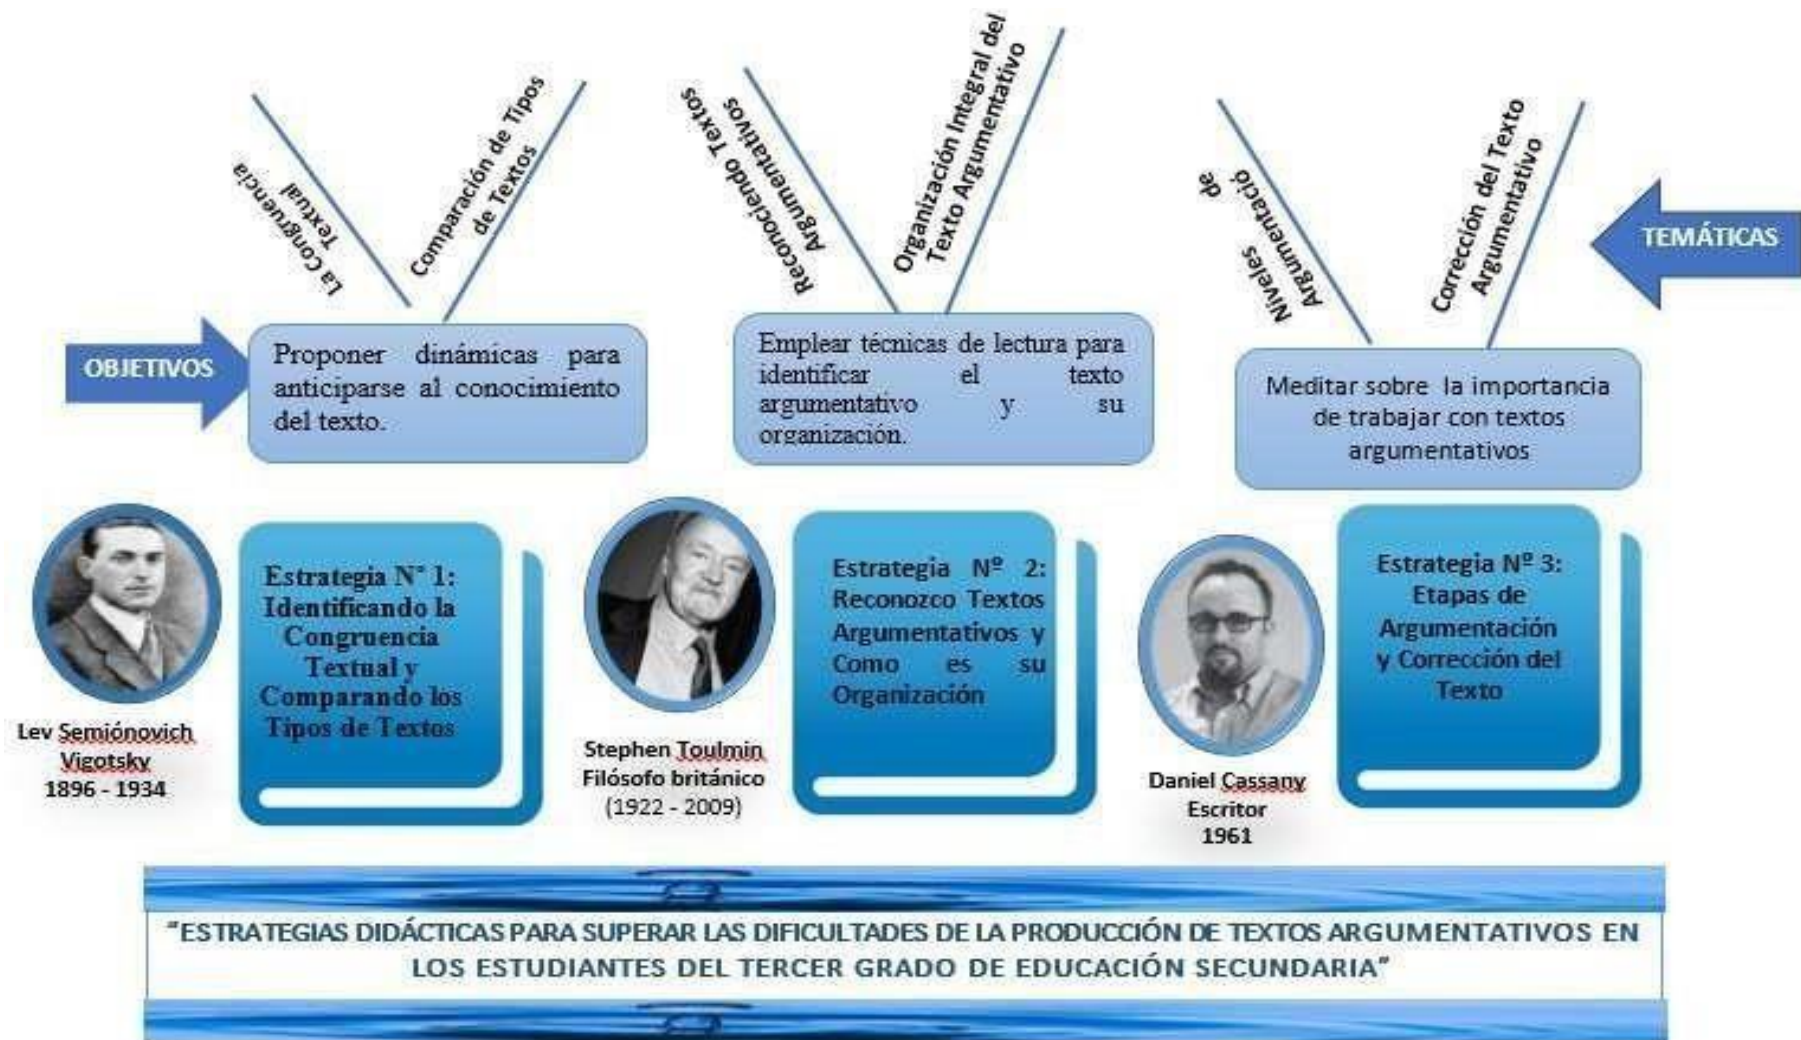 La Congruencia
Textual
Comparación de Tipos
de Textos
Reconociendo Textos
Argumentativos
Organización Integral del
Texto Argumentativo
Niveles de
Argumentació
Corrección del Texto
Argumentativo
TEMÁTICAS
OBJETIVOS
Proponer dinámicas para
anticiparse al conocimiento
del texto.
Emplear técnicas de lectura para
identificar el texto
argumentativo y su
organización.
Meditar sobre la importancia
de trabajar con textos
argumentativos
Lev Semiónovich
Vigotsky
1896 - 1934
Estrategia N° 1:
Identificando la
Congruencia
Textual y
Comparando los
Tipos de Textos
Stephen Toulmin
Filósofo británico
(1922 - 2009)
Estrategia Nº 2:
Reconozco Textos
Argumentativos y
Como es su
Organización
Daniel Cassany
Escritor
1961
Estrategia Nº 3:
Etapas de
Argumentación
y Corrección del
Texto
"ESTRATEGIAS DIDÁCTICAS PARA SUPERAR LAS DIFICULTADES DE LA PRODUCCIÓN DE TEXTOS ARGUMENTATIVOS EN
LOS ESTUDIANTES DEL TERCER GRADO DE EDUCACIÓN SECUNDARIA"